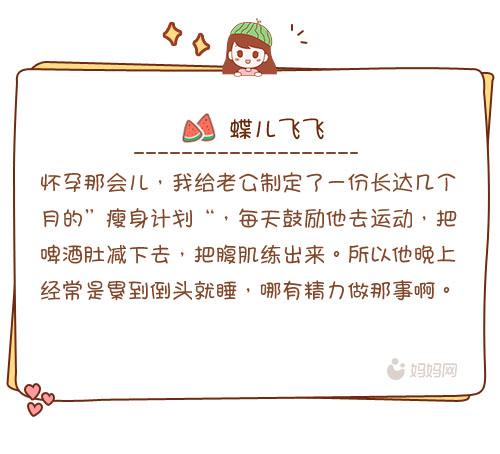 蝶儿飞飞
怀孕那会儿，我给老公制定了一份长达几个
月的”瘦身计划“，每天鼓励他去运动，把
啤酒肚减下去，把腹肌练出来。所以他晚上
经常是累到倒头就睡，哪有精力做那事啊。
妈妈网